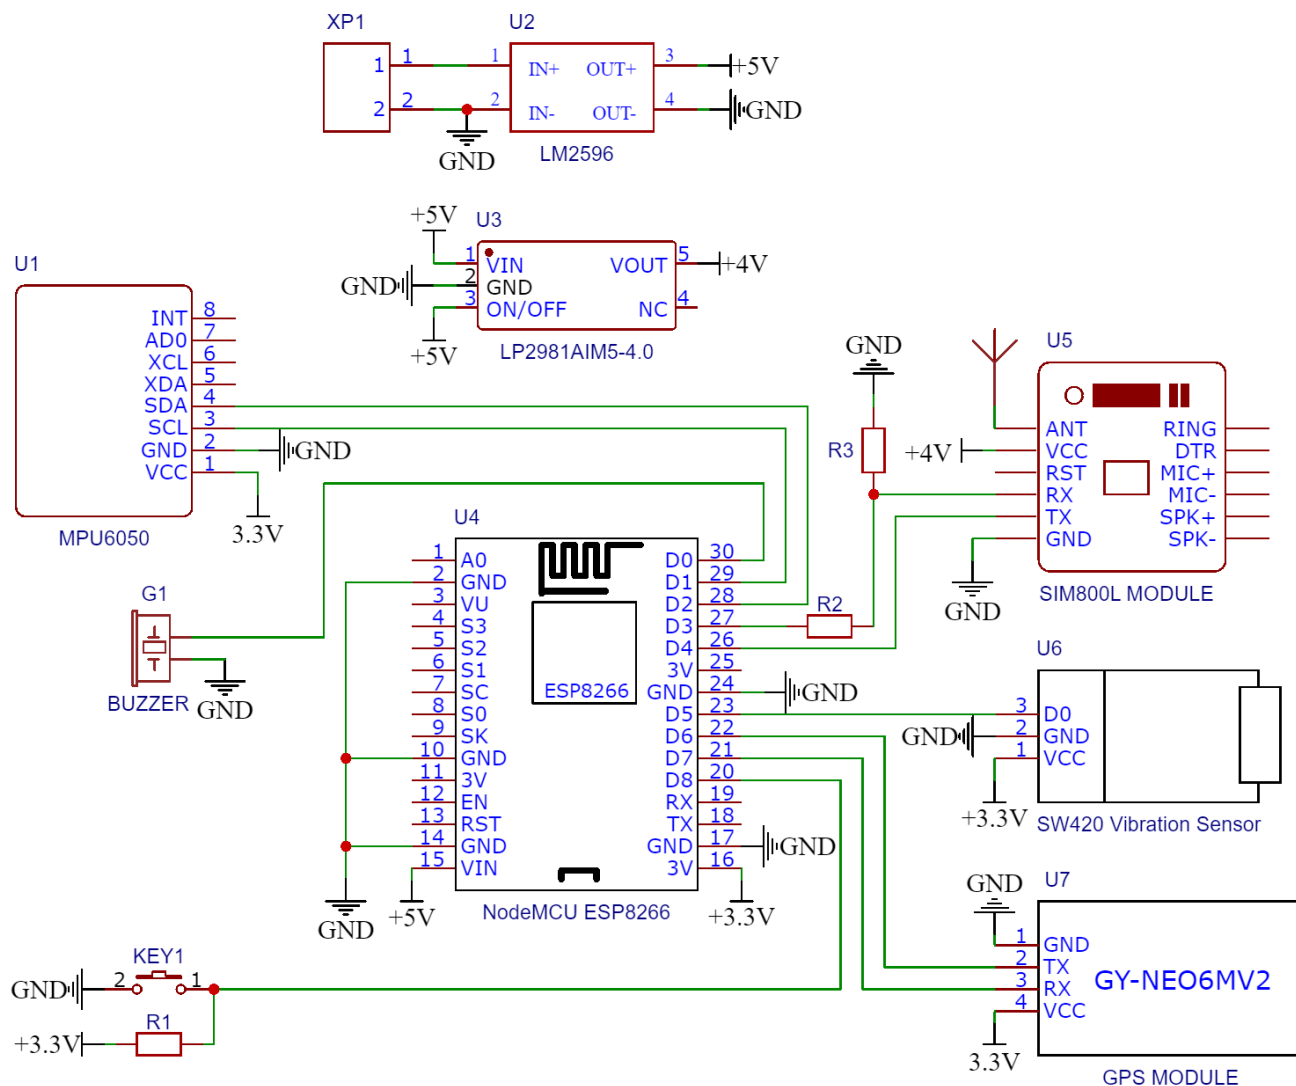 XP1
1 1
2 2
GND
U2
1 IN+ OUT+ 3 +5V
2 IN- OUT- 4 GND
LM2596
+5V
U3
1 VIN VOUT 5 +4V
GND 2 GND
3 ON/OFF NC 4
+5V
LP2981AIM5-4.0
U1
INT 8
AD0 7
XCL 6
XDA 5
SDA 4
SCL 3
GND 2 GND
VCC 1
MPU6050
3.3V
GND
R3
U5
ANT RING
+4V VCC DTR
RST MIC+
RX MIC-
TX SPK+
GND SPK-
GND
SIM800L MODULE
U4
1 A0 D0 30
2 GND D1 29
3 VU D2 28
4 S3 D3 27
5 S2 D4 26
6 S1 3V 25
7 SC GND 24 GND
8 S0 D5 23
9 SK D6 22
10 GND D7 21
11 3V D8 20
12 EN RX 19
13 RST TX 18
14 GND GND 17 GND
15 VIN 3V 16
ESP8266
GND
+5V
NodeMCU ESP8266
+3.3V
R2
G1
BUZZER
GND
U6
3 D0
GND 2 GND
1 VCC
+3.3V
SW420 Vibration Sensor
GND
U7
1 GND
2 TX
3 RX
4 VCC
GY-NEO6MV2
3.3V
GPS MODULE
KEY1
GND 2 1
R1
+3.3V